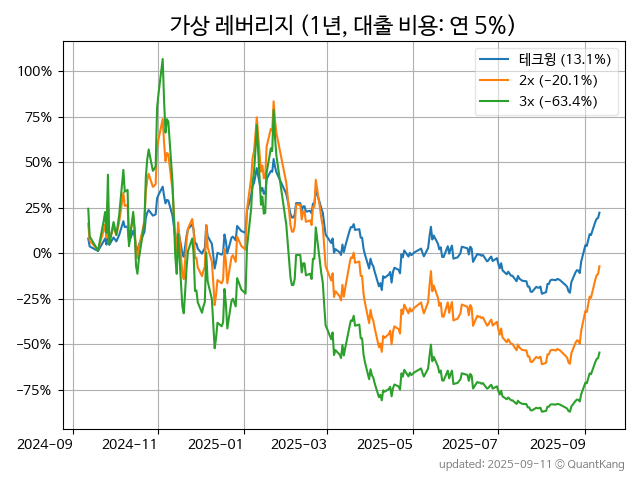 가상 레버리지 (1년, 대출 비용: 연 5%)
테크윙 (13.1%)
2x (−20.1%)
3x (−63.4%)
100%
75%
50%
25%
0%
−25%
−50%
−75%
2024-09 2024-11 2025-01 2025-03 2025-05 2025-07 2025-09
updated: 2025-09-11 © QuantKang